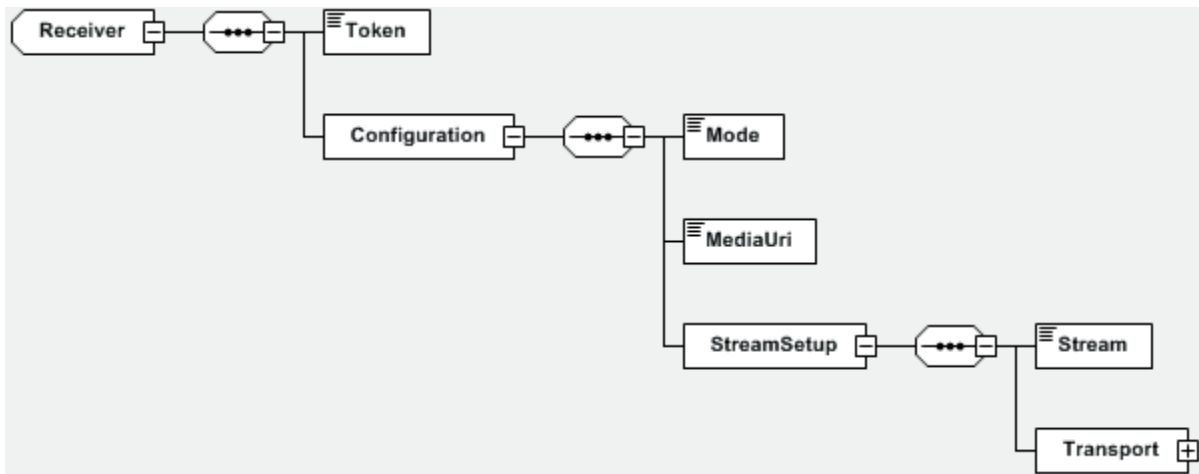 Receiver
Token
Configuration
Mode
MediaUri
StreamSetup
Stream
Transport